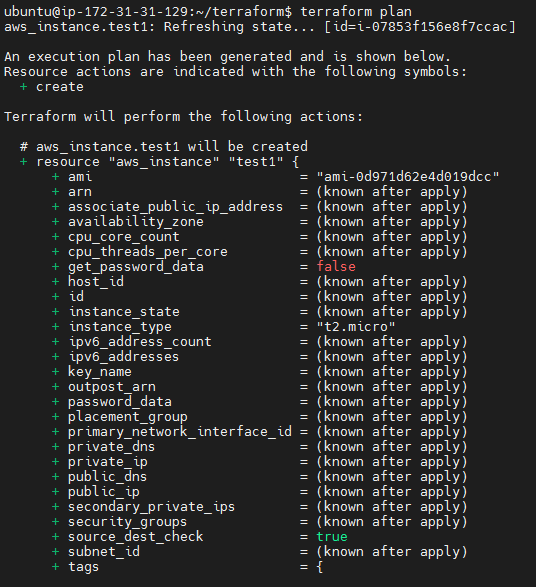 ubuntu@ip-172-31-31-129:~/terraform$ terraform plan
aws_instance.test1: Refreshing state... [id=i-07853f156e8f7ccac]
An execution plan has been generated and is shown below.
Resource actions are indicated with the following symbols:
+ create
Terraform will perform the following actions:
# aws_instance.test1 will be created
+ resource "aws_instance" "test1" {
+ ami = "ami-0d971d62e4d019dcc"
+ arn = (known after apply)
+ associate_public_ip_address = (known after apply)
+ availability_zone = (known after apply)
+ cpu_core_count = (known after apply)
+ cpu_threads_per_core = (known after apply)
+ get_password_data = false
+ host_id = (known after apply)
+ id = (known after apply)
+ instance_state = (known after apply)
+ instance_type = "t2.micro"
+ ipv6_address_count = (known after apply)
+ ipv6_addresses = (known after apply)
+ key_name = (known after apply)
+ outpost_arn = (known after apply)
+ password_data = (known after apply)
+ placement_group = (known after apply)
+ primary_network_interface_id = (known after apply)
+ private_dns = (known after apply)
+ private_ip = (known after apply)
+ public_dns = (known after apply)
+ public_ip = (known after apply)
+ secondary_private_ips = (known after apply)
+ security_groups = (known after apply)
+ source_dest_check = true
+ subnet_id = (known after apply)
+ tags = {